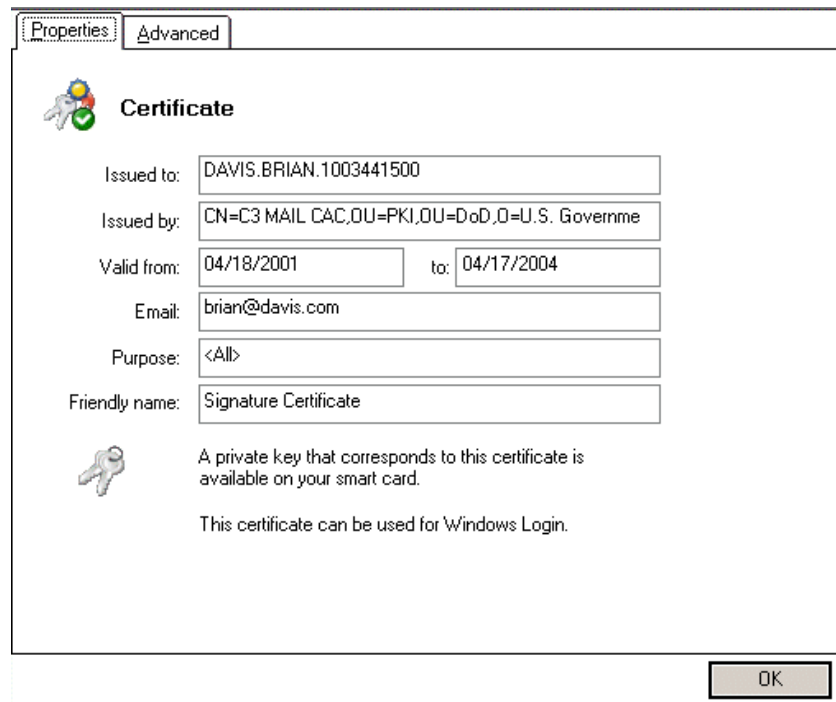 Properties
Advanced
Certificate
Issued to: DAVIS.BRIAN.1003441500
Issued by: CN=C3 MAIL CAC,OU=PKI,OU=DoD,O=U.S. Governme
Valid from: 04/18/2001 to: 04/17/2004
Email: brian@davis.com
Purpose: <All>
Friendly name: Signature Certificate
A private key that corresponds to this certificate is
available on your smart card.
This certificate can be used for Windows Login.
OK